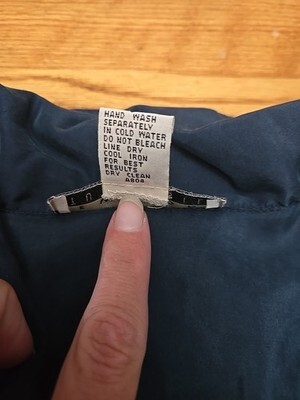 HAND WASH
SEPARATELY
IN COLD WATER
DO NOT BLEACH
LINE DRY
COOL IRON
FOR BEST
RESULTS
DRY CLEAN